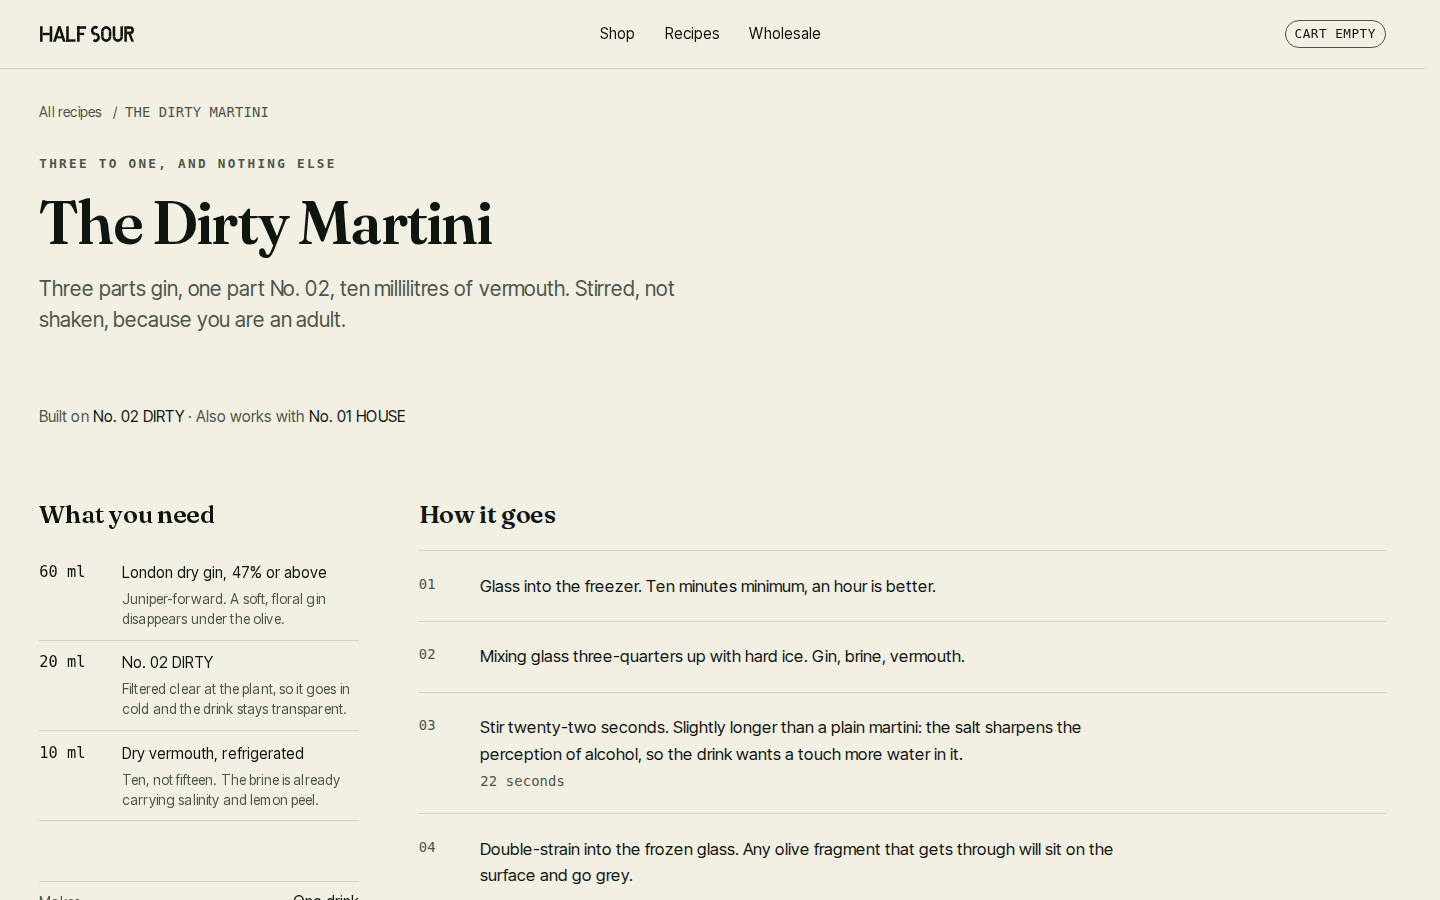 HALF SOUR
Shop
Recipes
Wholesale
CART EMPTY
All recipes / THE DIRTY MARTINI
THREE TO ONE, AND NOTHING ELSE
The Dirty Martini
Three parts gin, one part No. 02, ten millilitres of vermouth. Stirred, not
shaken, because you are an adult.
Built on No. 02 DIRTY · Also works with No. 01 HOUSE
What you need
60 ml
London dry gin, 47% or above
Juniper-forward. A soft, floral gin
disappears under the olive.
20 ml
No. 02 DIRTY
Filtered clear at the plant, so it goes in
cold and the drink stays transparent.
10 ml
Dry vermouth, refrigerated
Ten, not fifteen. The brine is already
carrying salinity and lemon peel.
Makes
One drink
How it goes
01
Glass into the freezer. Ten minutes minimum, an hour is better.
02
Mixing glass three-quarters up with hard ice. Gin, brine, vermouth.
03
Stir twenty-two seconds. Slightly longer than a plain martini: the salt sharpens the
perception of alcohol, so the drink wants a touch more water in it.
22 seconds
04
Double-strain into the frozen glass. Any olive fragment that gets through will sit on the
surface and go grey.